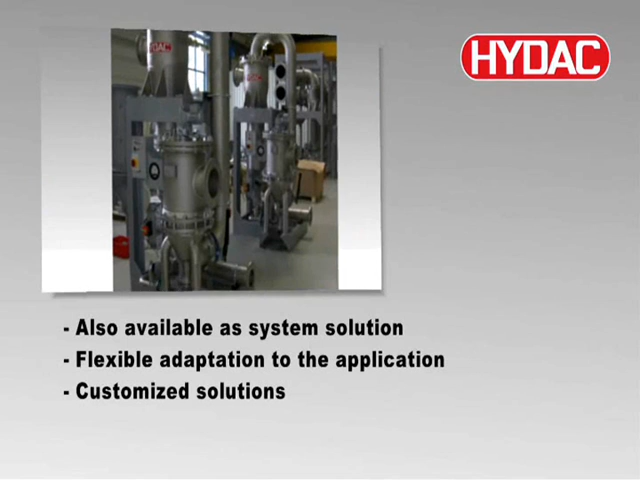 HYDAC
- Also available as system solution
- Flexible adaptation to the application
- Customized solutions